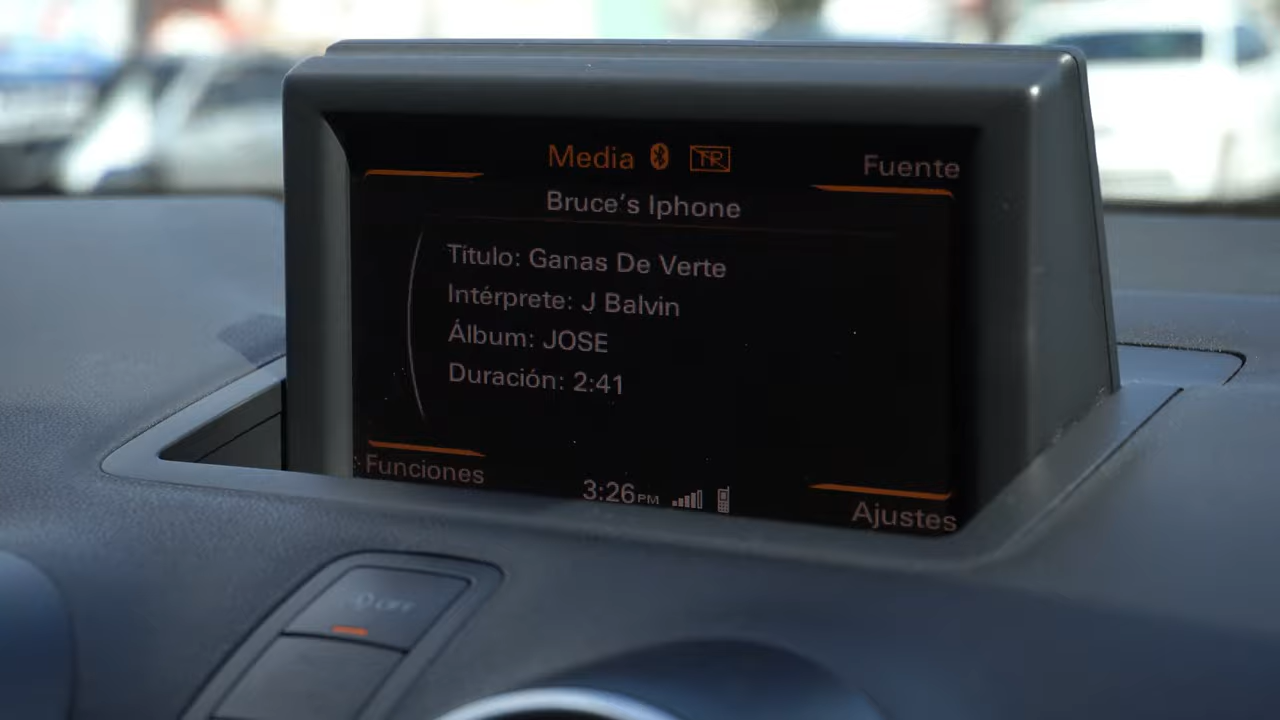 Media TP
Fuente
Bruce's Iphone
Título: Ganas De Verte
Intérprete: J Balvin
Álbum: JOSE
Duración: 2:41
Funciones
3:26PM
Ajustes
OFF